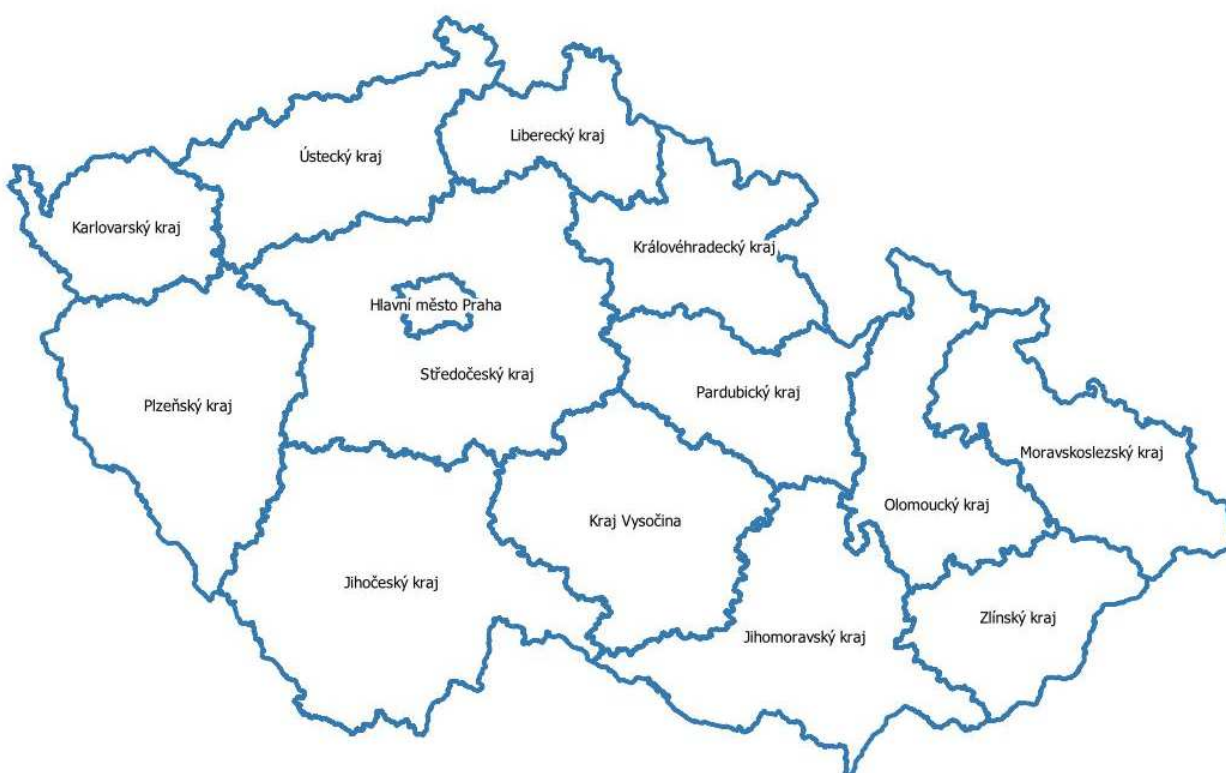 Liberecký kraj
Ústecký kraj
Karlovarský kraj
Královéhradecký kraj
Hlavní město Praha
Středočeský kraj
Pardubický kraj
Plzeňský kraj
Moravskoslezský kraj
Olomoucký kraj
Kraj Vysočina
Jihočeský kraj
Zlínský kraj
Jihomoravský kraj